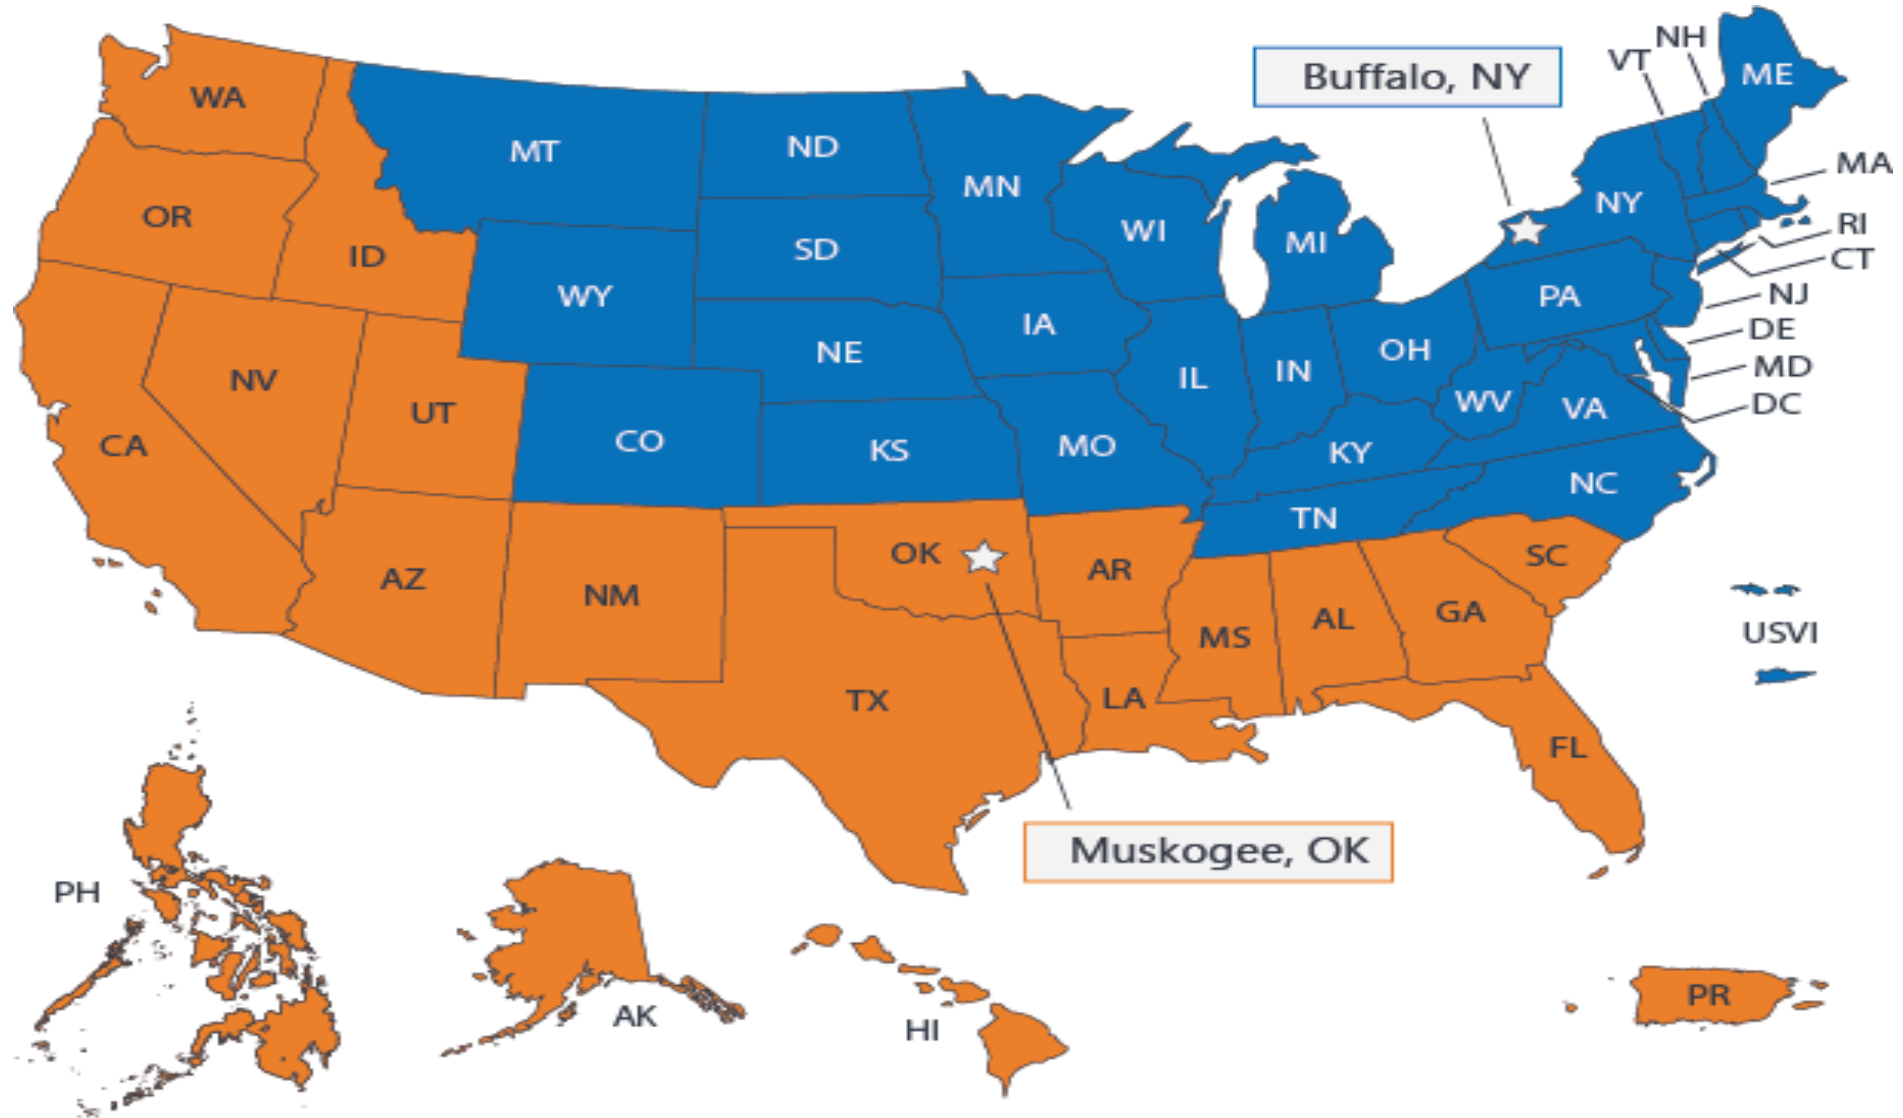 NH
VT
ME
WA
Buffalo, NY
MT
ND
MN
MA
OR
NY
RI
WI
MI
SD
ID
CT
WY
PA
NJ
IA
DE
NE
OH
MD
NV
IL
IN
WV
VA
DC
UT
CA
CO
KS
MO
KY
NC
TN
OK
SC
AZ
NM
AR
GA
AL
MS
USVI
TX
LA
FL
Muskogee, OK
PH
PR
AK
HI